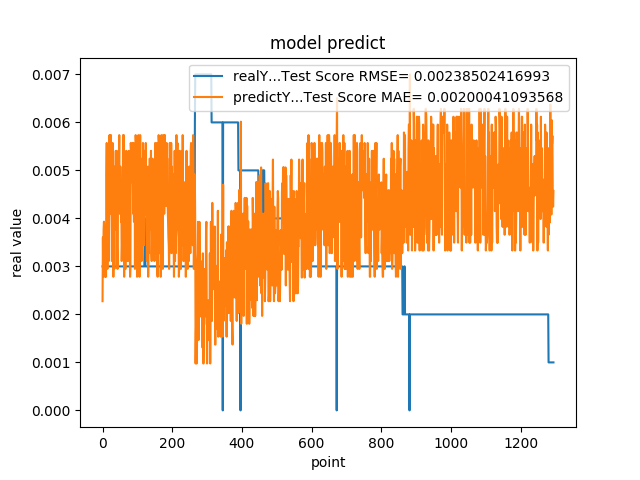 model predict
realY...Test Score RMSE= 0.00238502416993
predictY...Test Score MAE= 0.00200041093568
0.007
0.006
0.005
0.004
0.003
0.002
0.001
0.000
real value
0 200 400 600 800 1000 1200
point